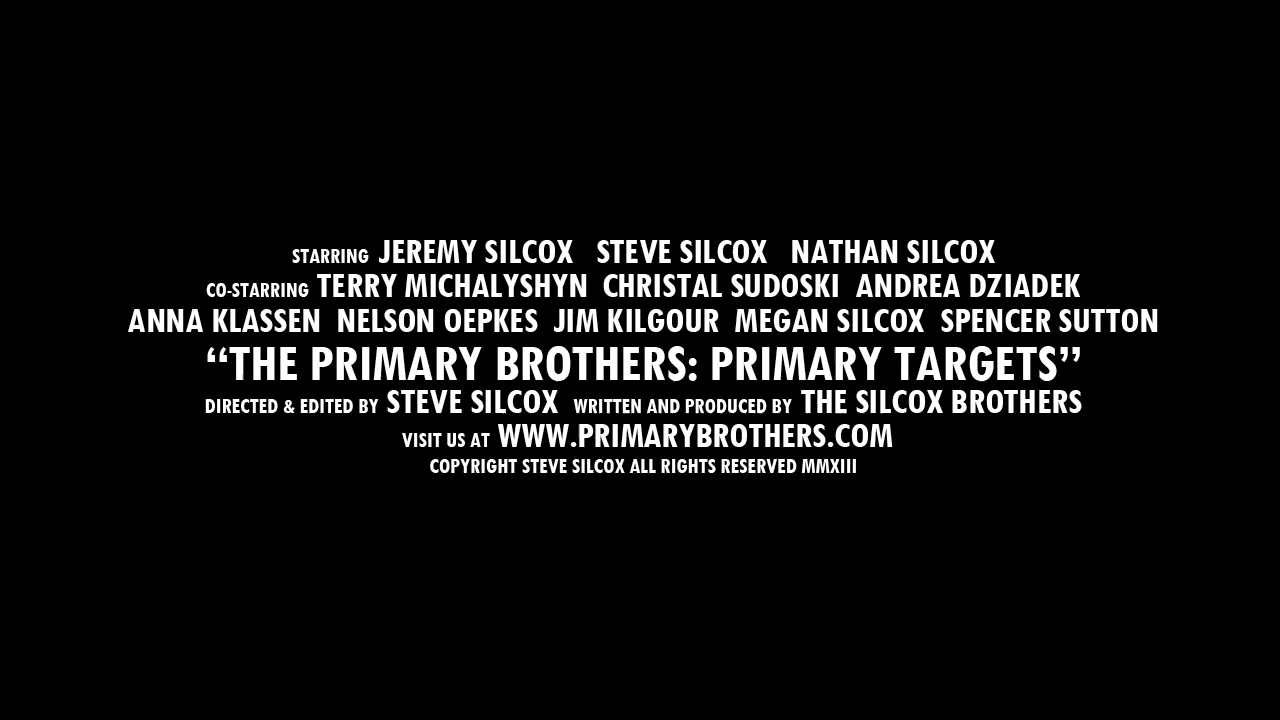 STARRING JEREMY SILCOX STEVE SILCOX NATHAN SILCOX
CO-STARRING TERRY MICHALYSHYN CHRISTAL SUDOSKI ANDREA DZIADEK
ANNA KLASSEN NELSON OEPKES JIM KILGOUR MEGAN SILCOX SPENCER SUTTON
“THE PRIMARY BROTHERS: PRIMARY TARGETS”
DIRECTED & EDITED BY STEVE SILCOX WRITTEN AND PRODUCED BY THE SILCOX BROTHERS
VISIT US AT WWW.PRIMARYBROTHERS.COM
COPYRIGHT STEVE SILCOX ALL RIGHTS RESERVED MMXIII